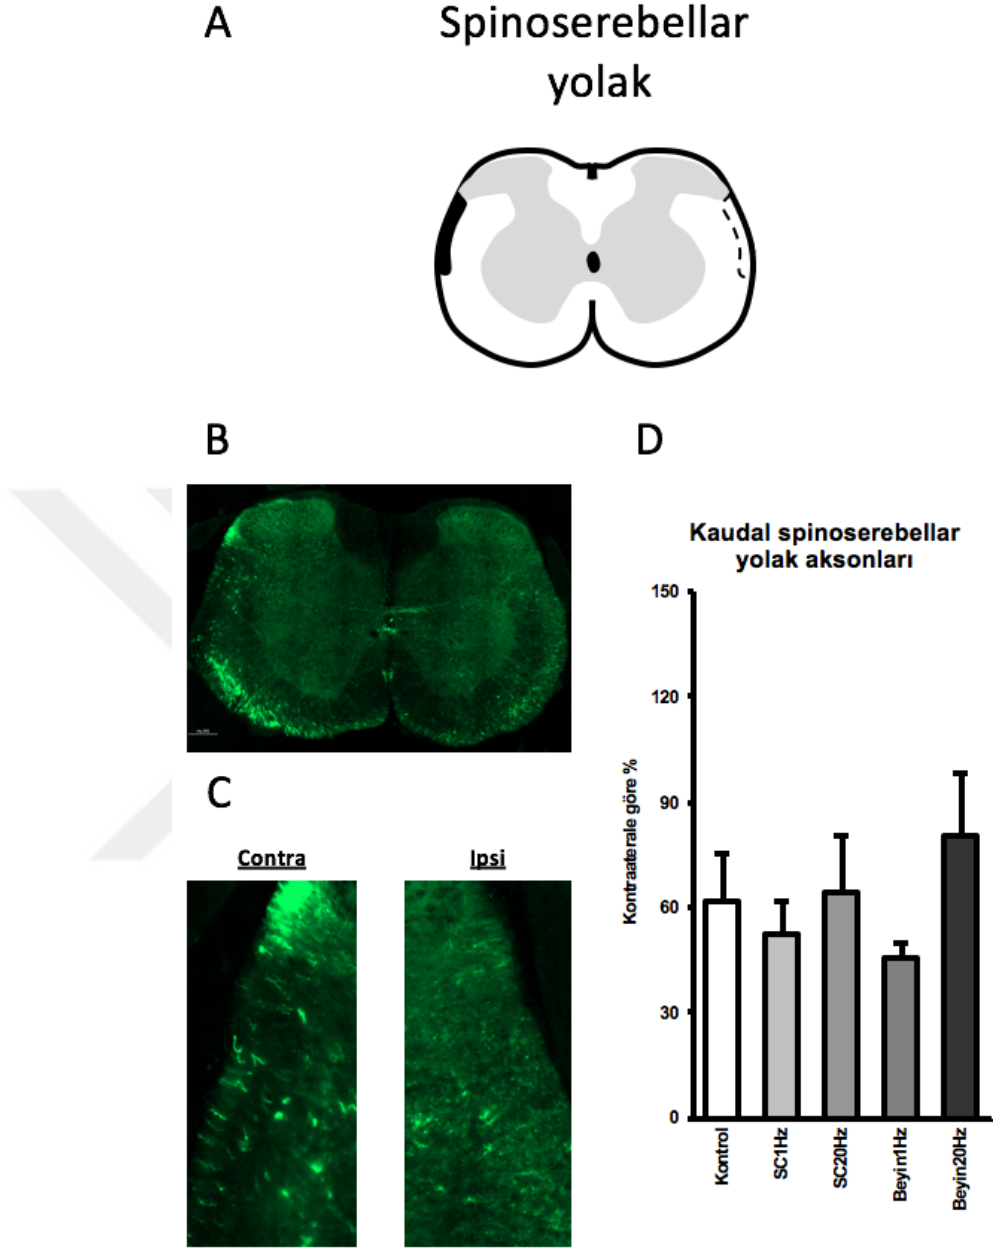 A
Spinoserebellar
yolak
B
D
Kaudal spinoserebellar
yolak aksonları
150
120
90
60
30
0
Kontraaterale göre %
Kontrol
SC1Hz
SC20Hz
Beyin1Hz
Beyin20Hz
C
Contra
Ipsi